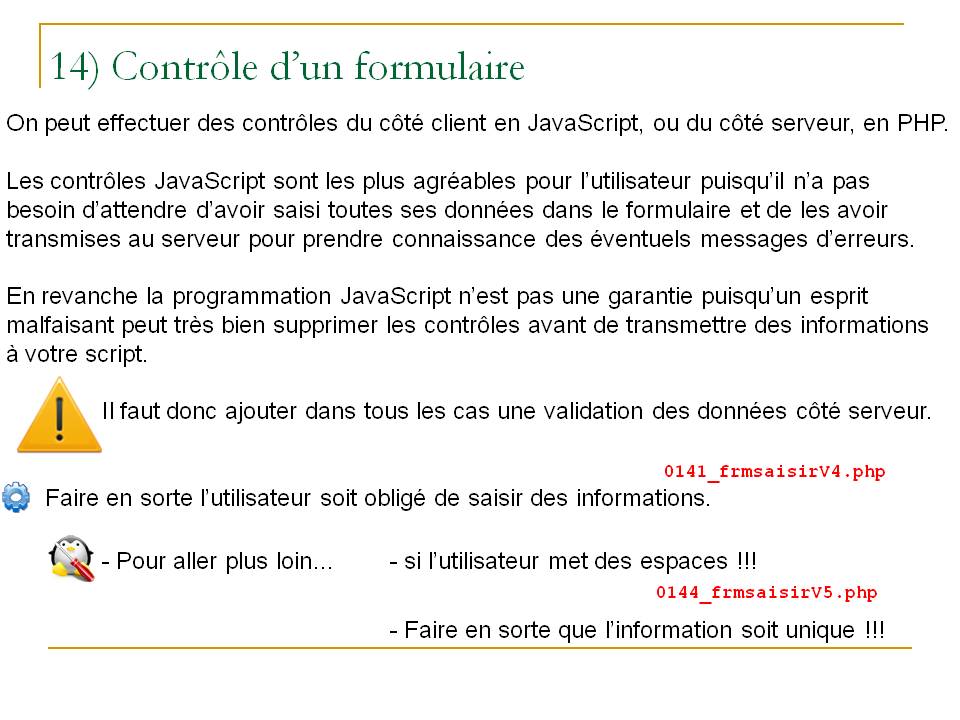 14) Contrôle d’un formulaire
On peut effectuer des contrôles du côté client en JavaScript, ou du côté serveur, en PHP.
Les contrôles JavaScript sont les plus agréables pour l’utilisateur puisqu’il n’a pas
besoin d’attendre d’avoir saisi toutes ses données dans le formulaire et de les avoir
transmises au serveur pour prendre connaissance des éventuels messages d’erreurs.
En revanche la programmation JavaScript n’est pas une garantie puisqu’un esprit
malfaisant peut très bien supprimer les contrôles avant de transmettre des informations
à votre script.
Il faut donc ajouter dans tous les cas une validation des données côté serveur.
0141_frmsaisirV4.php
Faire en sorte l’utilisateur soit obligé de saisir des informations.
- Pour aller plus loin... - si l’utilisateur met des espaces !!!
0144_frmsaisirV5.php
- Faire en sorte que l’information soit unique !!!